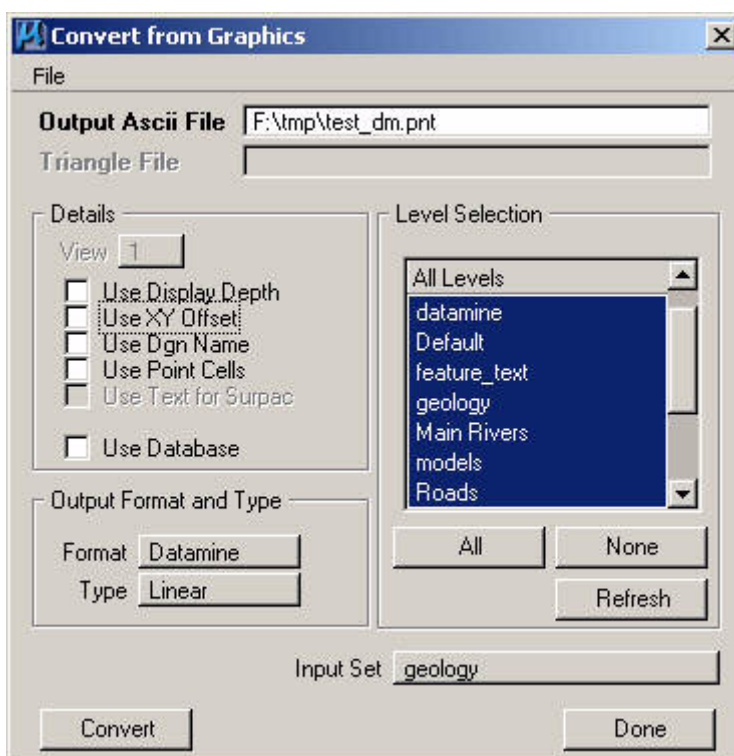 Convert from Graphics
File
Output Ascii File F:\tmp\test_dm.pnt
Triangle File
Details
View 1
Use Display Depth
Use XY Offset
Use Dgn Name
Use Point Cells
Use Text for Surpac
Use Database
Output Format and Type
Format Datamine
Type Linear
Level Selection
All Levels
datamine
Default
feature_text
geology
Main Rivers
models
Roads
All None
Refresh
Input Set geology
Convert Done